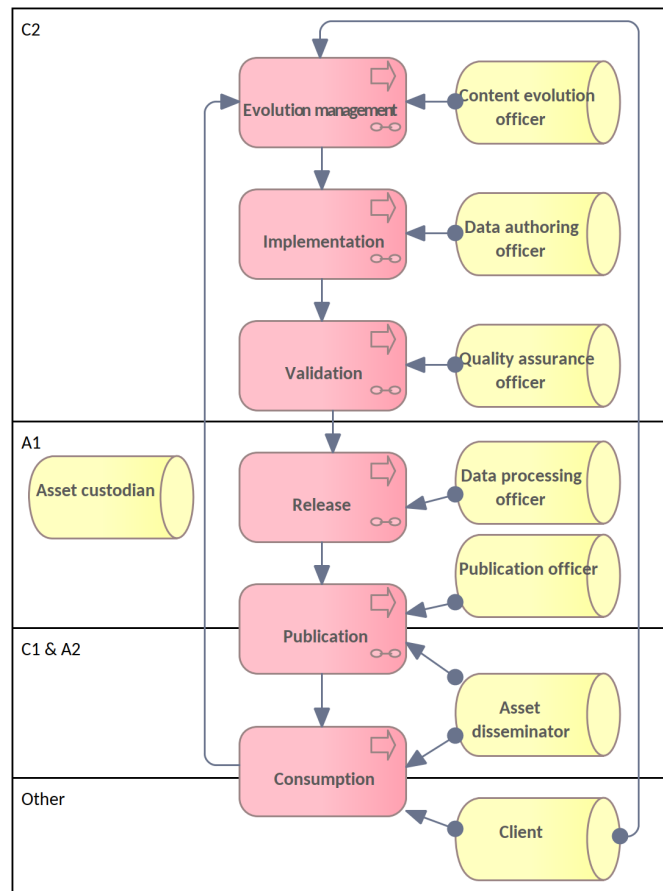 C2
Evolution management
Content evolution
officer
Implementation
Data authoring
officer
Validation
Quality assurance
officer
A1
Asset custodian
Release
Data processing
officer
Publication officer
Publication
C1 & A2
Asset
disseminator
Consumption
Other
Client